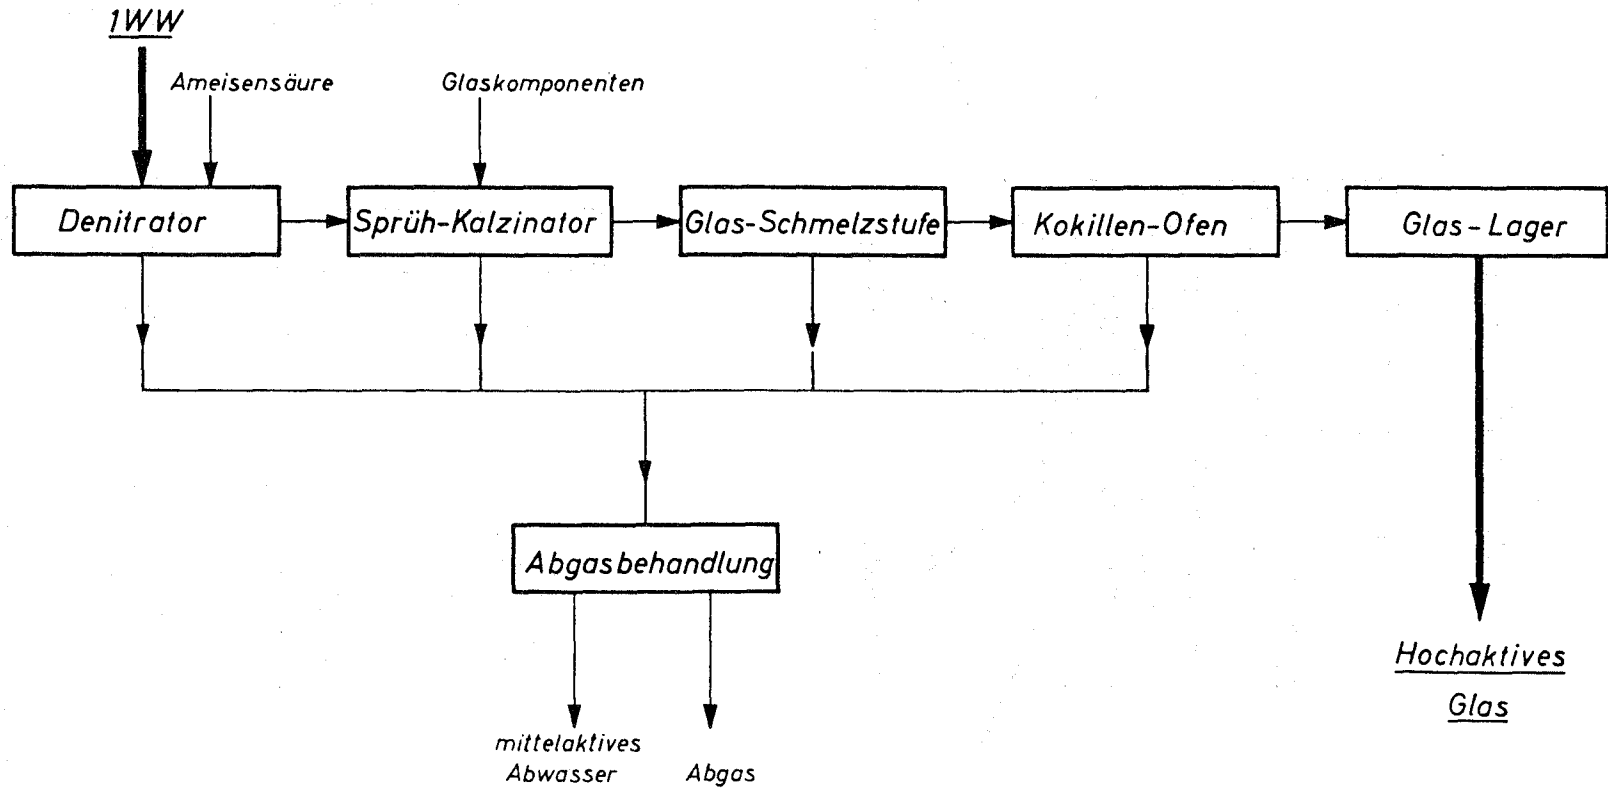 1WW
Ameisensäure
Glaskomponenten
Denitrator
Sprüh-Kalzinator
Glas-Schmelzstufe
Kokillen-Ofen
Glas-Lager
Abgasbehandlung
Hochaktives
Glas
mittelaktives
Abwasser
Abgas